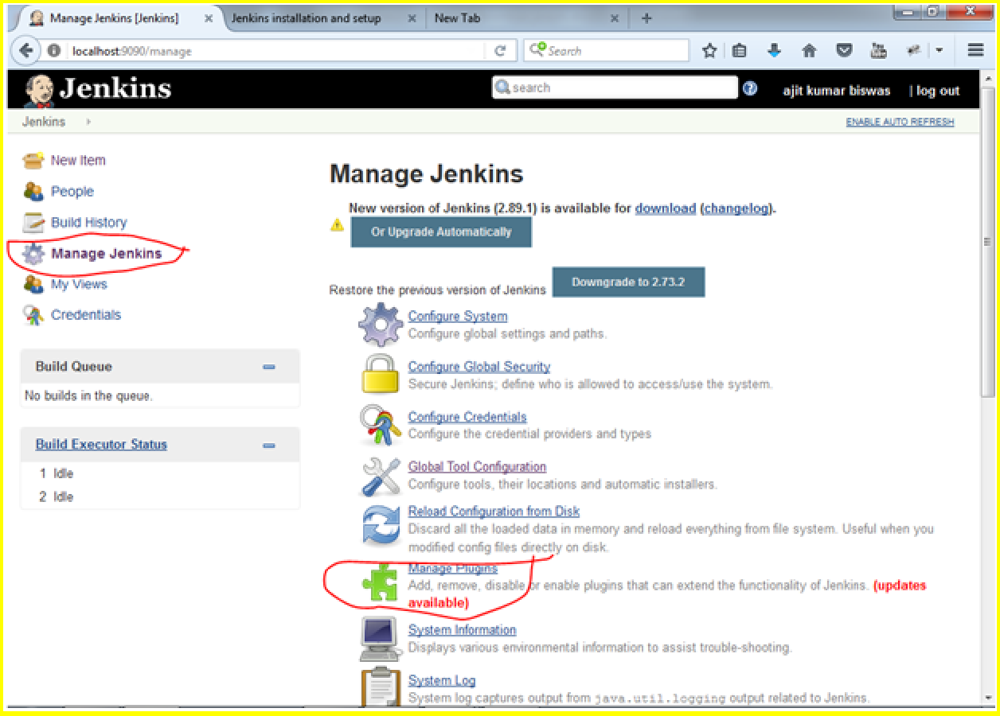 Manage Jenkins [Jenkins]
Jenkins installation and setup
New Tab
localhost:9090/manage
Search
Jenkins
search
ajit kumar biswas
| log out
Jenkins
ENABLE AUTO REFRESH
New Item
People
Build History
Manage Jenkins
My Views
Credentials
Build Queue
No builds in the queue.
Build Executor Status
1 Idle
2 Idle
Manage Jenkins
New version of Jenkins (2.89.1) is available for download (changelog).
Or Upgrade Automatically
Restore the previous version of Jenkins
Downgrade to 2.73.2
Configure System
Configure global settings and paths.
Configure Global Security
Secure Jenkins; define who is allowed to access/use the system.
Configure Credentials
Configure the credential providers and types
Global Tool Configuration
Configure tools, their locations and automatic installers.
Reload Configuration from Disk
Discard all the loaded data in memory and reload everything from file system. Useful when you
modified config files directly on disk.
Manage Plugins
Add, remove, disable or enable plugins that can extend the functionality of Jenkins. (updates
available)
System Information
Displays various environmental information to assist trouble-shooting.
System Log
System log captures output from java.util.logging output related to Jenkins.